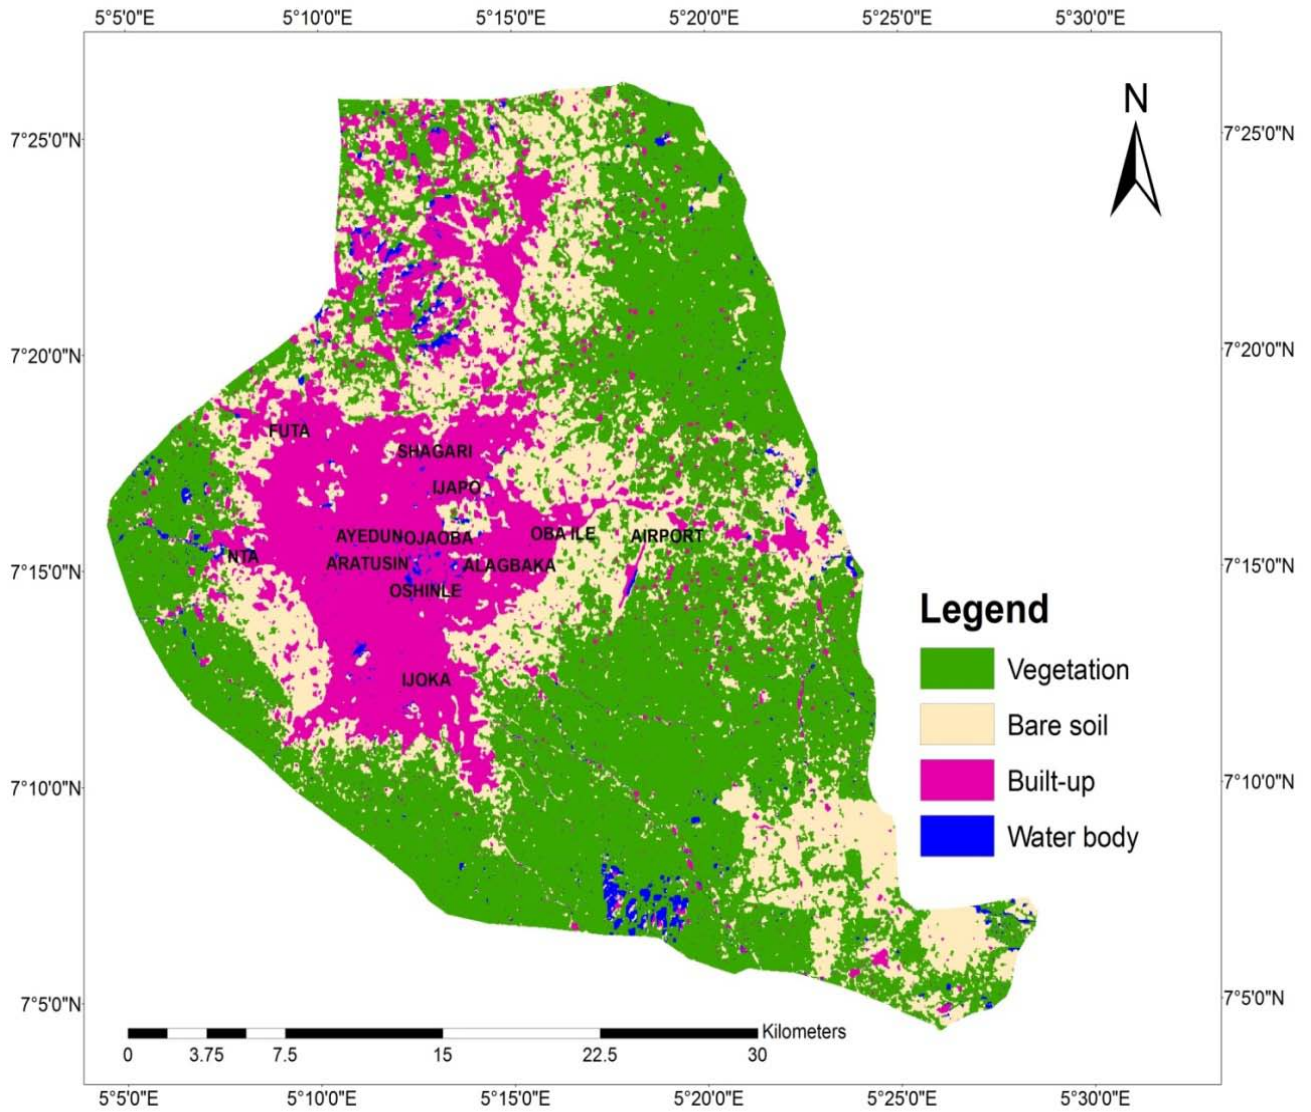 5°5'0"E 5°10'0"E 5°15'0"E 5°20'0"E 5°25'0"E 5°30'0"E
N
7°25'0"N 7°25'0"N
7°20'0"N 7°20'0"N
FUTA
SHAGARI
IJAPO
AYEDUN OJAOBA OBA ILE AIRPORT
NTA ARATUSIN ALAGBAKA
7°15'0"N 7°15'0"N
OSHINLE
Legend
Vegetation
IJOKA
Bare soil
Built-up
7°10'0"N 7°10'0"N
Water body
7°5'0"N 7°5'0"N
Kilometers
0 3.75 7.5 15 22.5 30
5°5'0"E 5°10'0"E 5°15'0"E 5°20'0"E 5°25'0"E 5°30'0"E